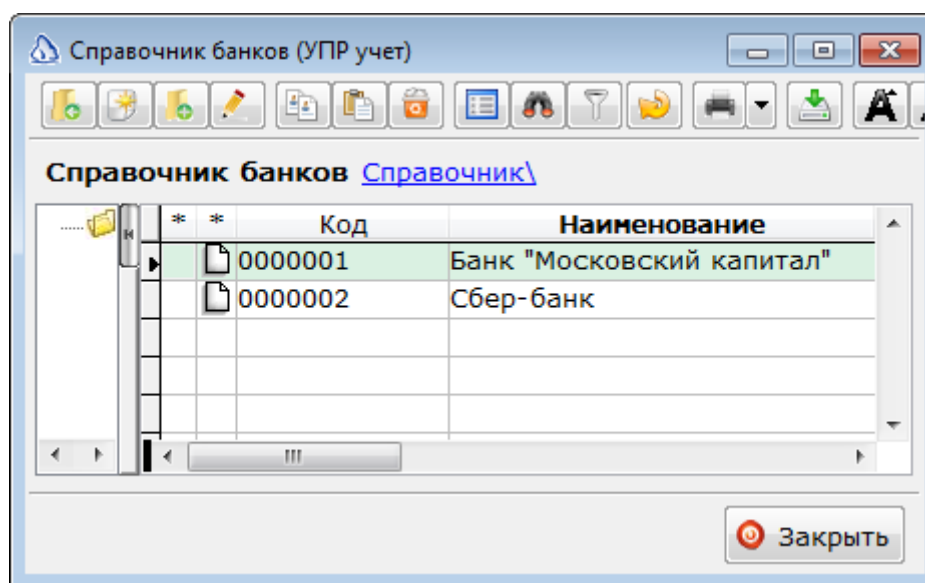 Справочник банков (УПР учет)
Справочник банков Справочник\
* * Код Наименование
0000001 Банк "Московский капитал"
0000002 Сбер-банк
Закрыть